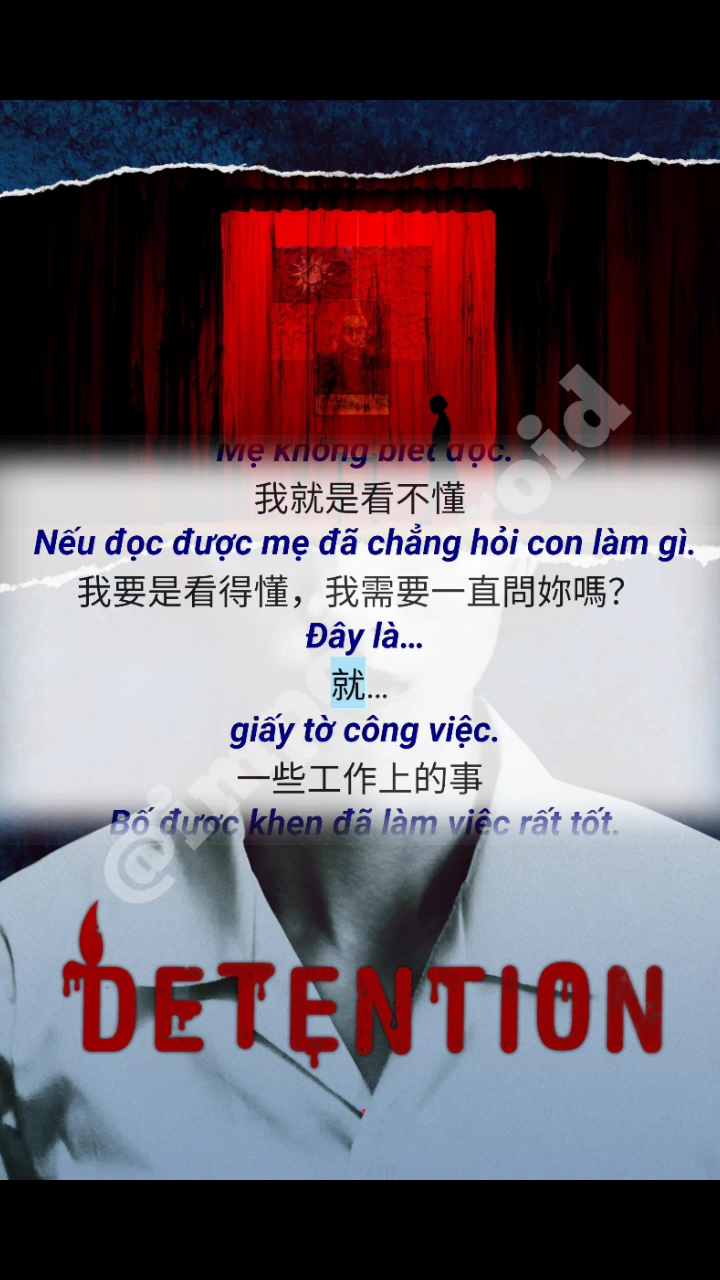 Mẹ không biết đọc.
我就是看不懂
Nếu đọc được mẹ đã chẳng hỏi con làm gì.
我要是看得懂，我需要一直問妳嗎？
Đây là...
就...
giấy tờ công việc.
一些工作上的事
Bố được khen đã làm việc rất tốt.
DETENTION